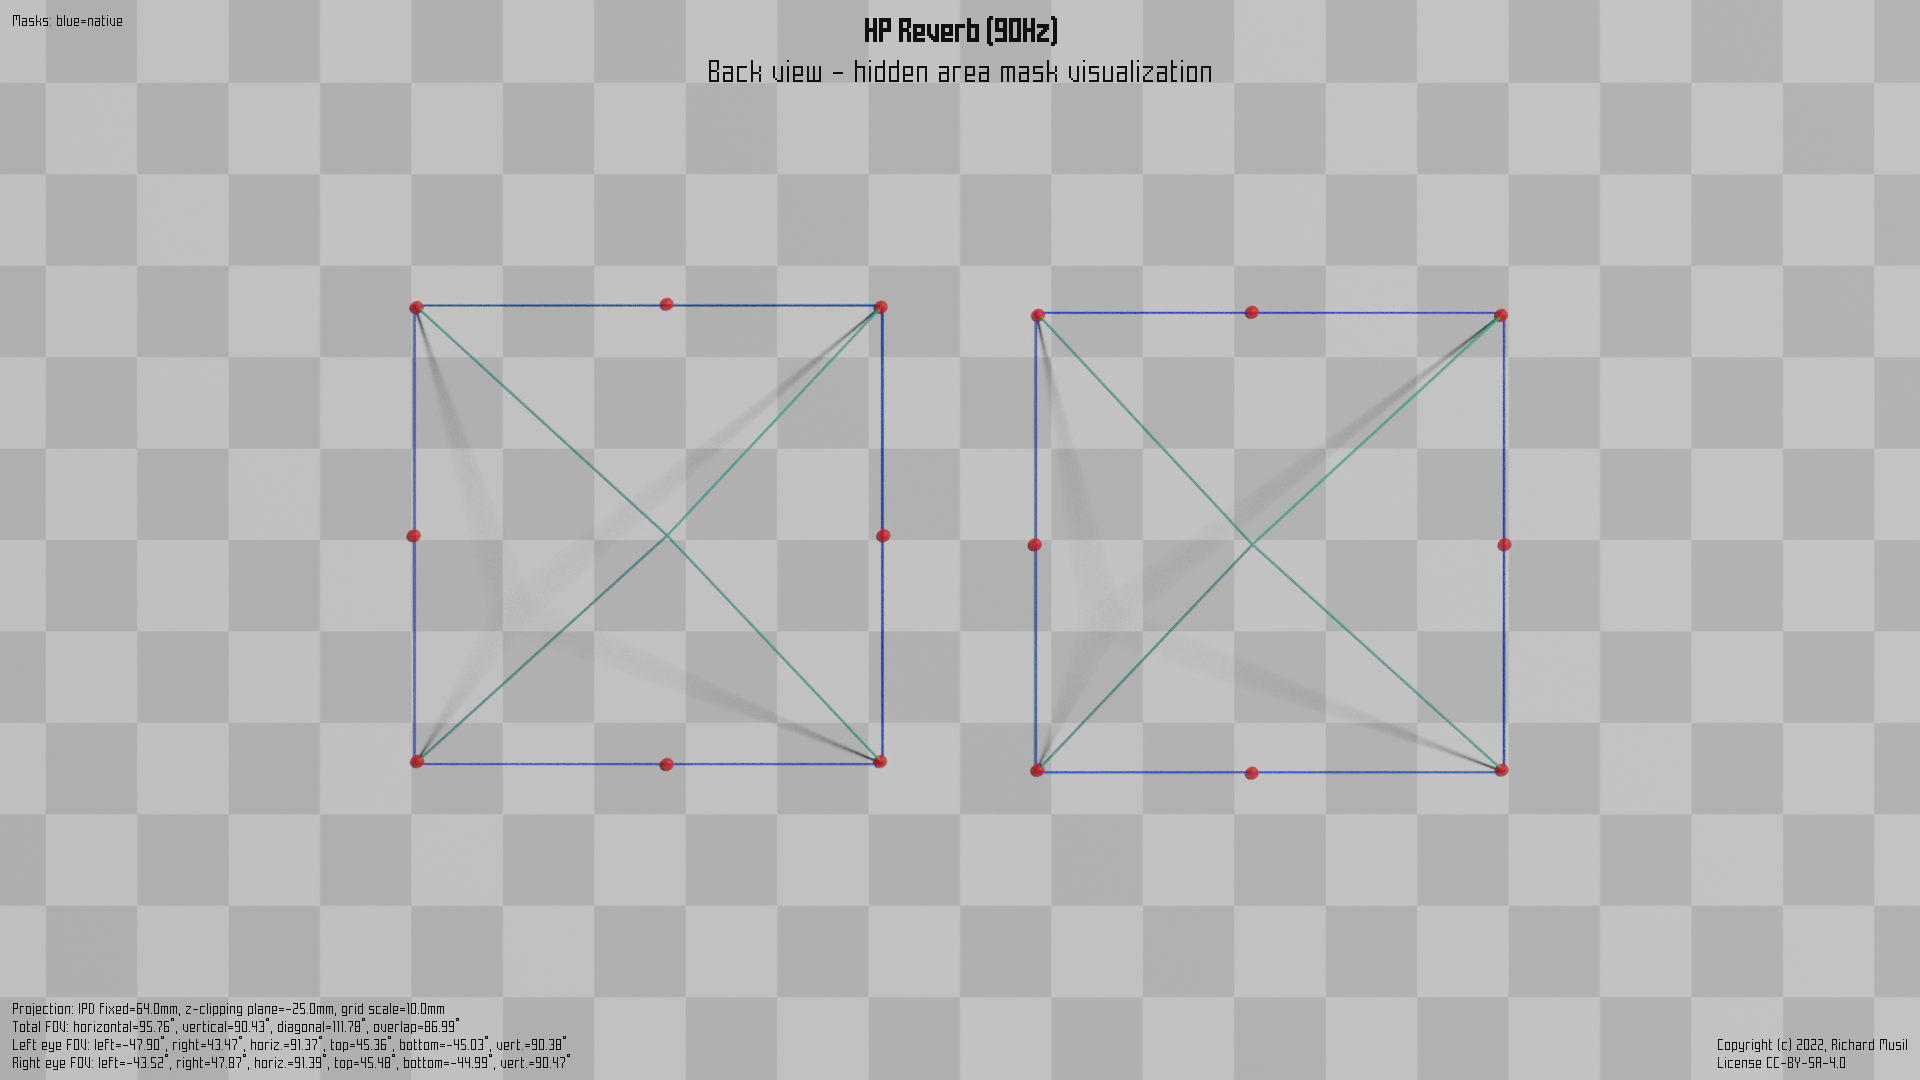 Masks: blue=native
HP Reverb (90Hz)
Back view - hidden area mask visualization
Projection: IPD fixed=64.0mm, z-clipping plane=-25.0mm, grid scale=10.0mm
Total FOV: horizontal=95.76°, vertical=90.43°, diagonal=111.78°, overlap=86.99°
Left eye FOV: left=-47.90°, right=43.47°, horiz.=91.37°, top=45.36°, bottom=-45.03°, vert.=90.38°
Right eye FOV: left=-43.52°, right=47.87°, horiz.=91.39°, top=45.48°, bottom=-44.99°, vert.=90.47°
Copyright (c) 2022, Richard Musil
License CC-BY-SA-4.0